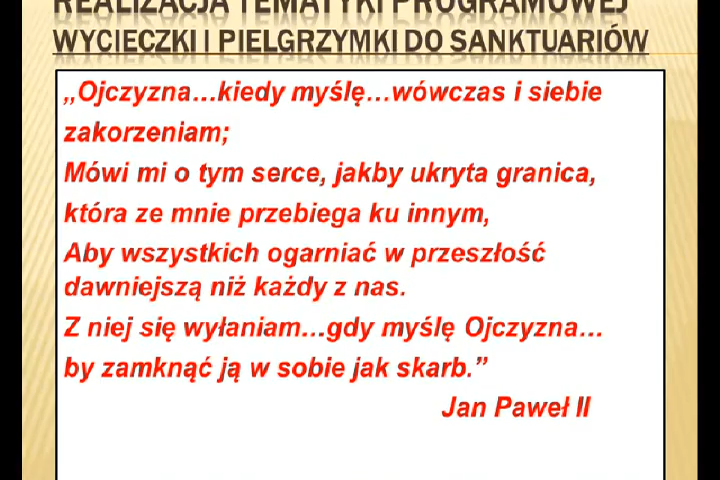 REALIZACJA TEMATYKI PROGRAMOWEJ
WYCIECZKI I PIELGRZYMKI DO SANKTUARIÓW
„Ojczyzna...kiedy myślę...wówczas i siebie
zakorzeniam;
Mówi mi o tym serce, jakby ukryta granica,
która ze mnie przebiega ku innym,
Aby wszystkich ogarniać w przeszłość
dawniejszą niż każdy z nas.
Z niej się wyłaniam...gdy myślę Ojczyzna...
by zamknąć ją w sobie jak skarb.”
Jan Paweł II